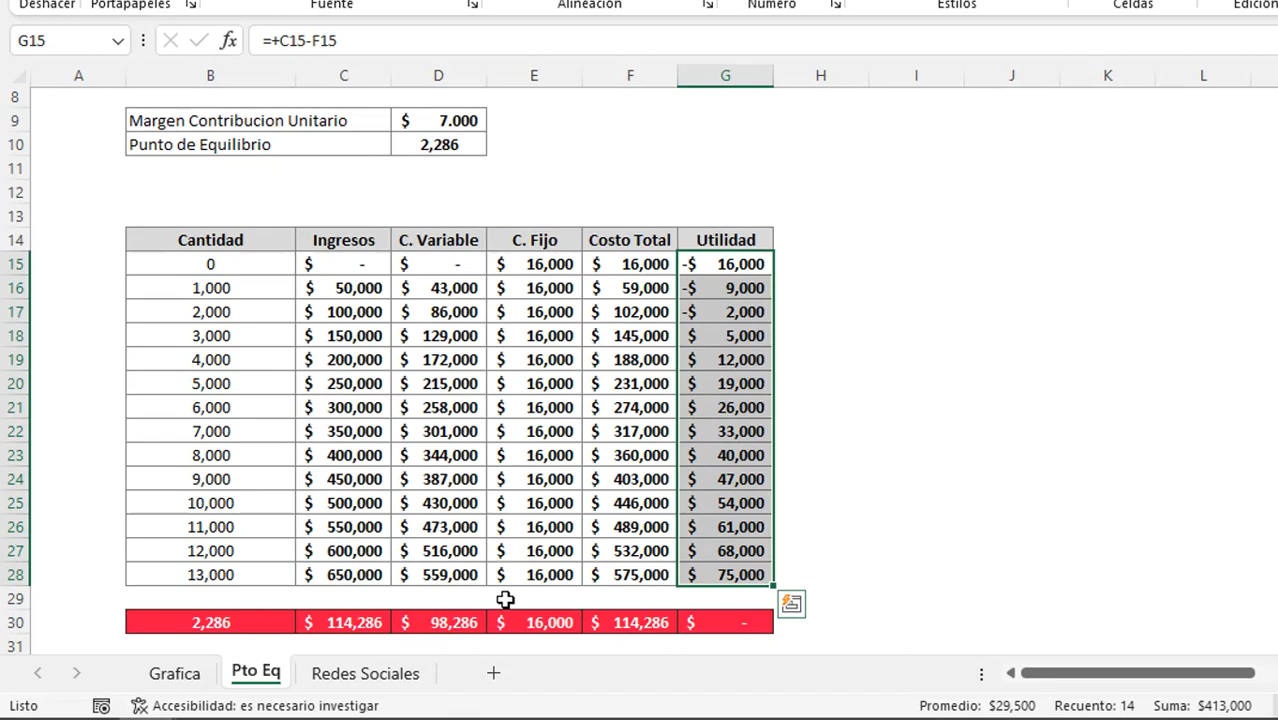 Deshacer Portapapeles Fuente Alineación Número Estilos Celdas Edición
G15 fx =+C15-F15
A B C D E F G H I J K L
8
9 Margen Contribucion Unitario $ 7.000
10 Punto de Equilibrio 2,286
11
12
13
14 Cantidad Ingresos C. Variable C. Fijo Costo Total Utilidad
15 0 $ - $ - $ 16,000 $ 16,000 -$ 16,000
16 1,000 $ 50,000 $ 43,000 $ 16,000 $ 59,000 -$ 9,000
17 2,000 $ 100,000 $ 86,000 $ 16,000 $ 102,000 -$ 2,000
18 3,000 $ 150,000 $ 129,000 $ 16,000 $ 145,000 $ 5,000
19 4,000 $ 200,000 $ 172,000 $ 16,000 $ 188,000 $ 12,000
20 5,000 $ 250,000 $ 215,000 $ 16,000 $ 231,000 $ 19,000
21 6,000 $ 300,000 $ 258,000 $ 16,000 $ 274,000 $ 26,000
22 7,000 $ 350,000 $ 301,000 $ 16,000 $ 317,000 $ 33,000
23 8,000 $ 400,000 $ 344,000 $ 16,000 $ 360,000 $ 40,000
24 9,000 $ 450,000 $ 387,000 $ 16,000 $ 403,000 $ 47,000
25 10,000 $ 500,000 $ 430,000 $ 16,000 $ 446,000 $ 54,000
26 11,000 $ 550,000 $ 473,000 $ 16,000 $ 489,000 $ 61,000
27 12,000 $ 600,000 $ 516,000 $ 16,000 $ 532,000 $ 68,000
28 13,000 $ 650,000 $ 559,000 $ 16,000 $ 575,000 $ 75,000
29
30 2,286 $ 114,286 $ 98,286 $ 16,000 $ 114,286 $ -
31
Grafica Pto Eq Redes Sociales
Listo Accesibilidad: es necesario investigar Promedio: $29,500 Recuento: 14 Suma: $413,000